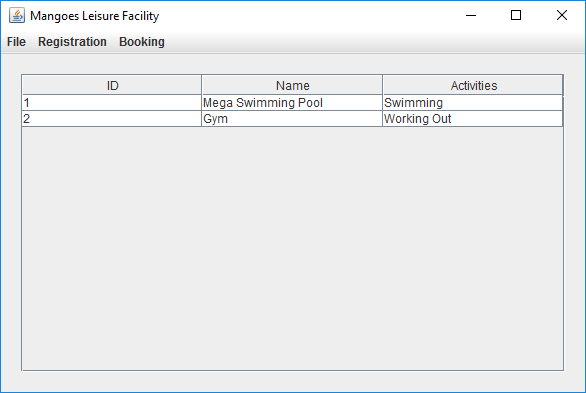 Mangoes Leisure Facility
File Registration Booking
ID Name Activities
1 Mega Swimming Pool Swimming
2 Gym Working Out